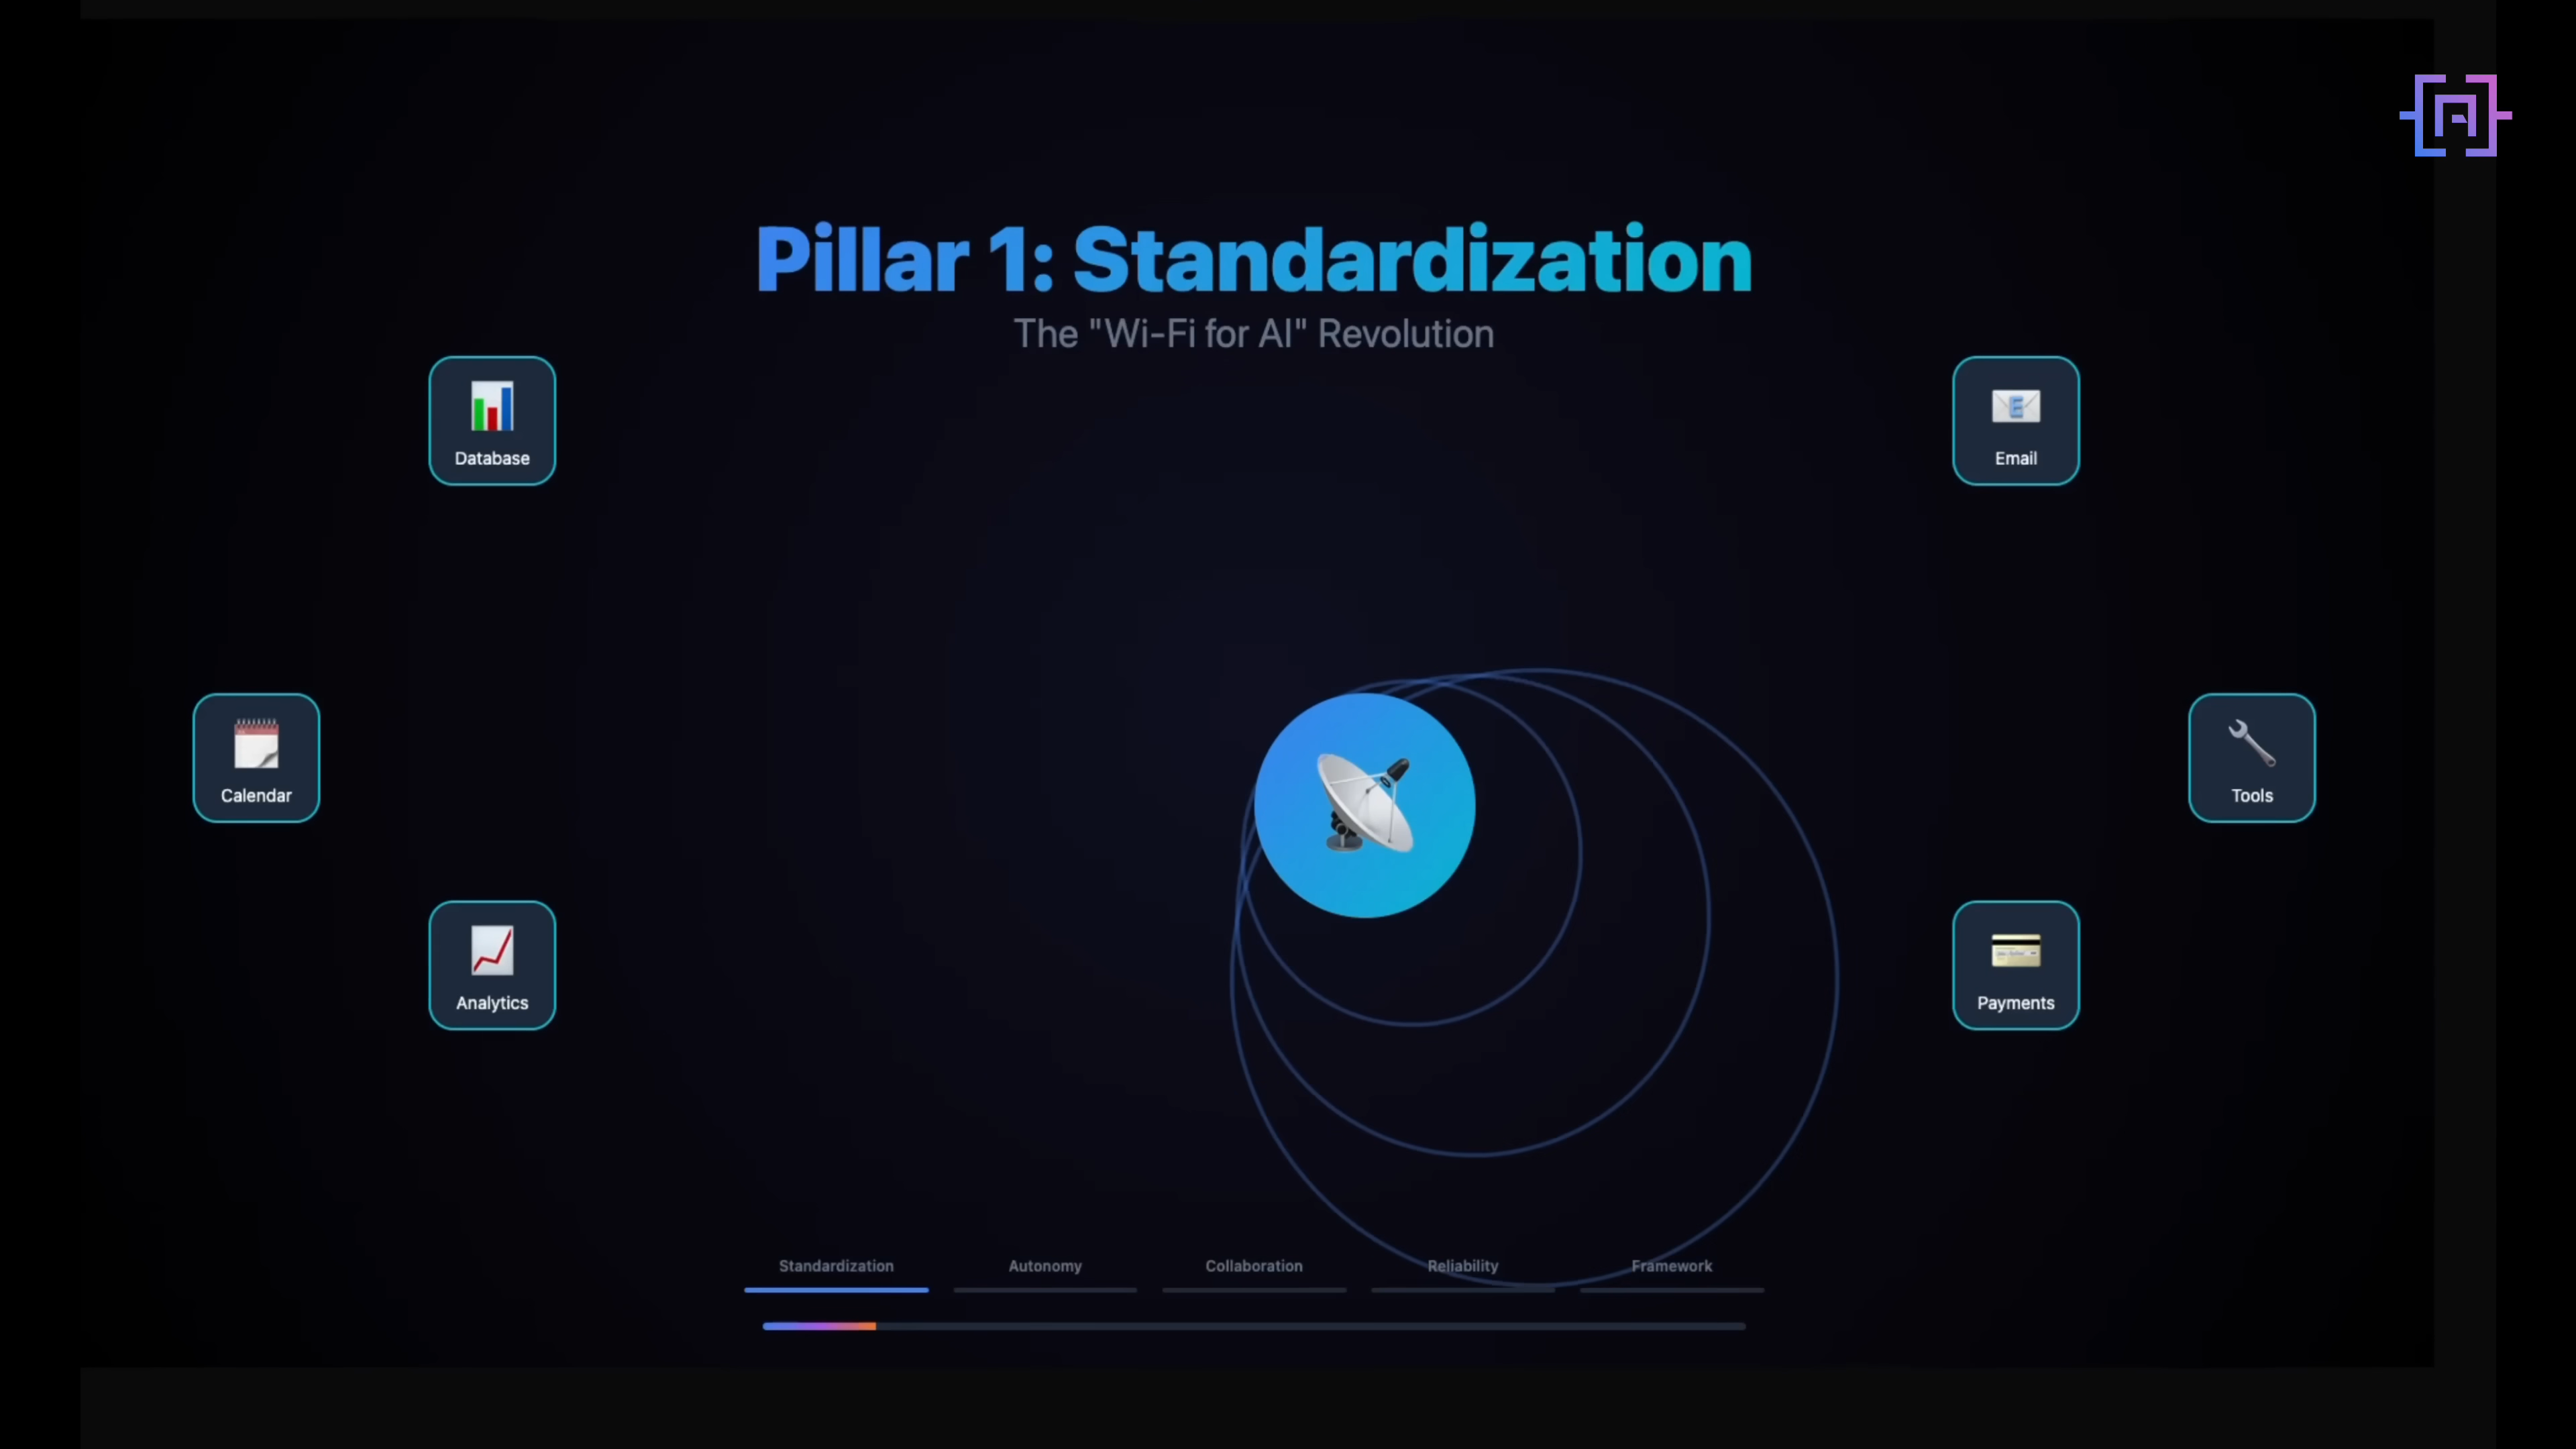 Pillar 1: Standardization
The "Wi-Fi for AI" Revolution
Database
Email
Calendar
Tools
Analytics
Payments
Standardization
Autonomy
Collaboration
Reliability
Framework